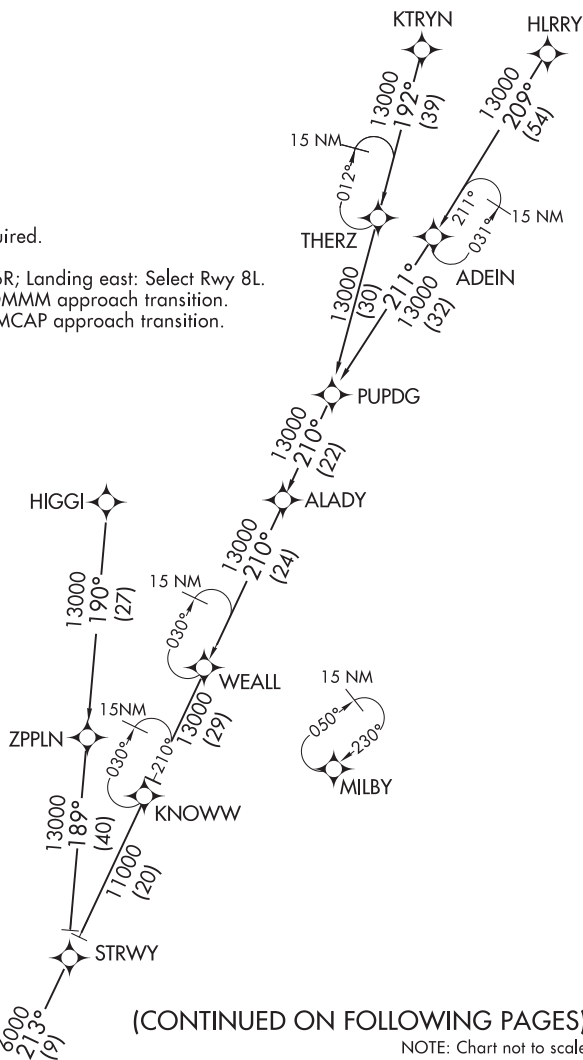 KTRYN
HLRRY
13000
192°
(39)
13000
209°
(54)
15 NM
012°
211°
031°
15 NM
THERZ
ADEIN
uired.
6R; Landing east: Select Rwy 8L.
OMMM approach transition.
MCAP approach transition.
13000
(30)
211°
13000
(32)
PUPDG
13000
210°
(22)
HIGGI
ALADY
13000
210°
(24)
13000
190°
(27)
15 NM
030°
WEALL
15 NM
050°
230°
MILBY
13000
(29)
15NM
030°
210°
ZPPLN
KNOWW
13000
189°
(40)
11000
(20)
STRWY
6000
213°
(9)
(CONTINUED ON FOLLOWING PAGES)
NOTE: Chart not to scale